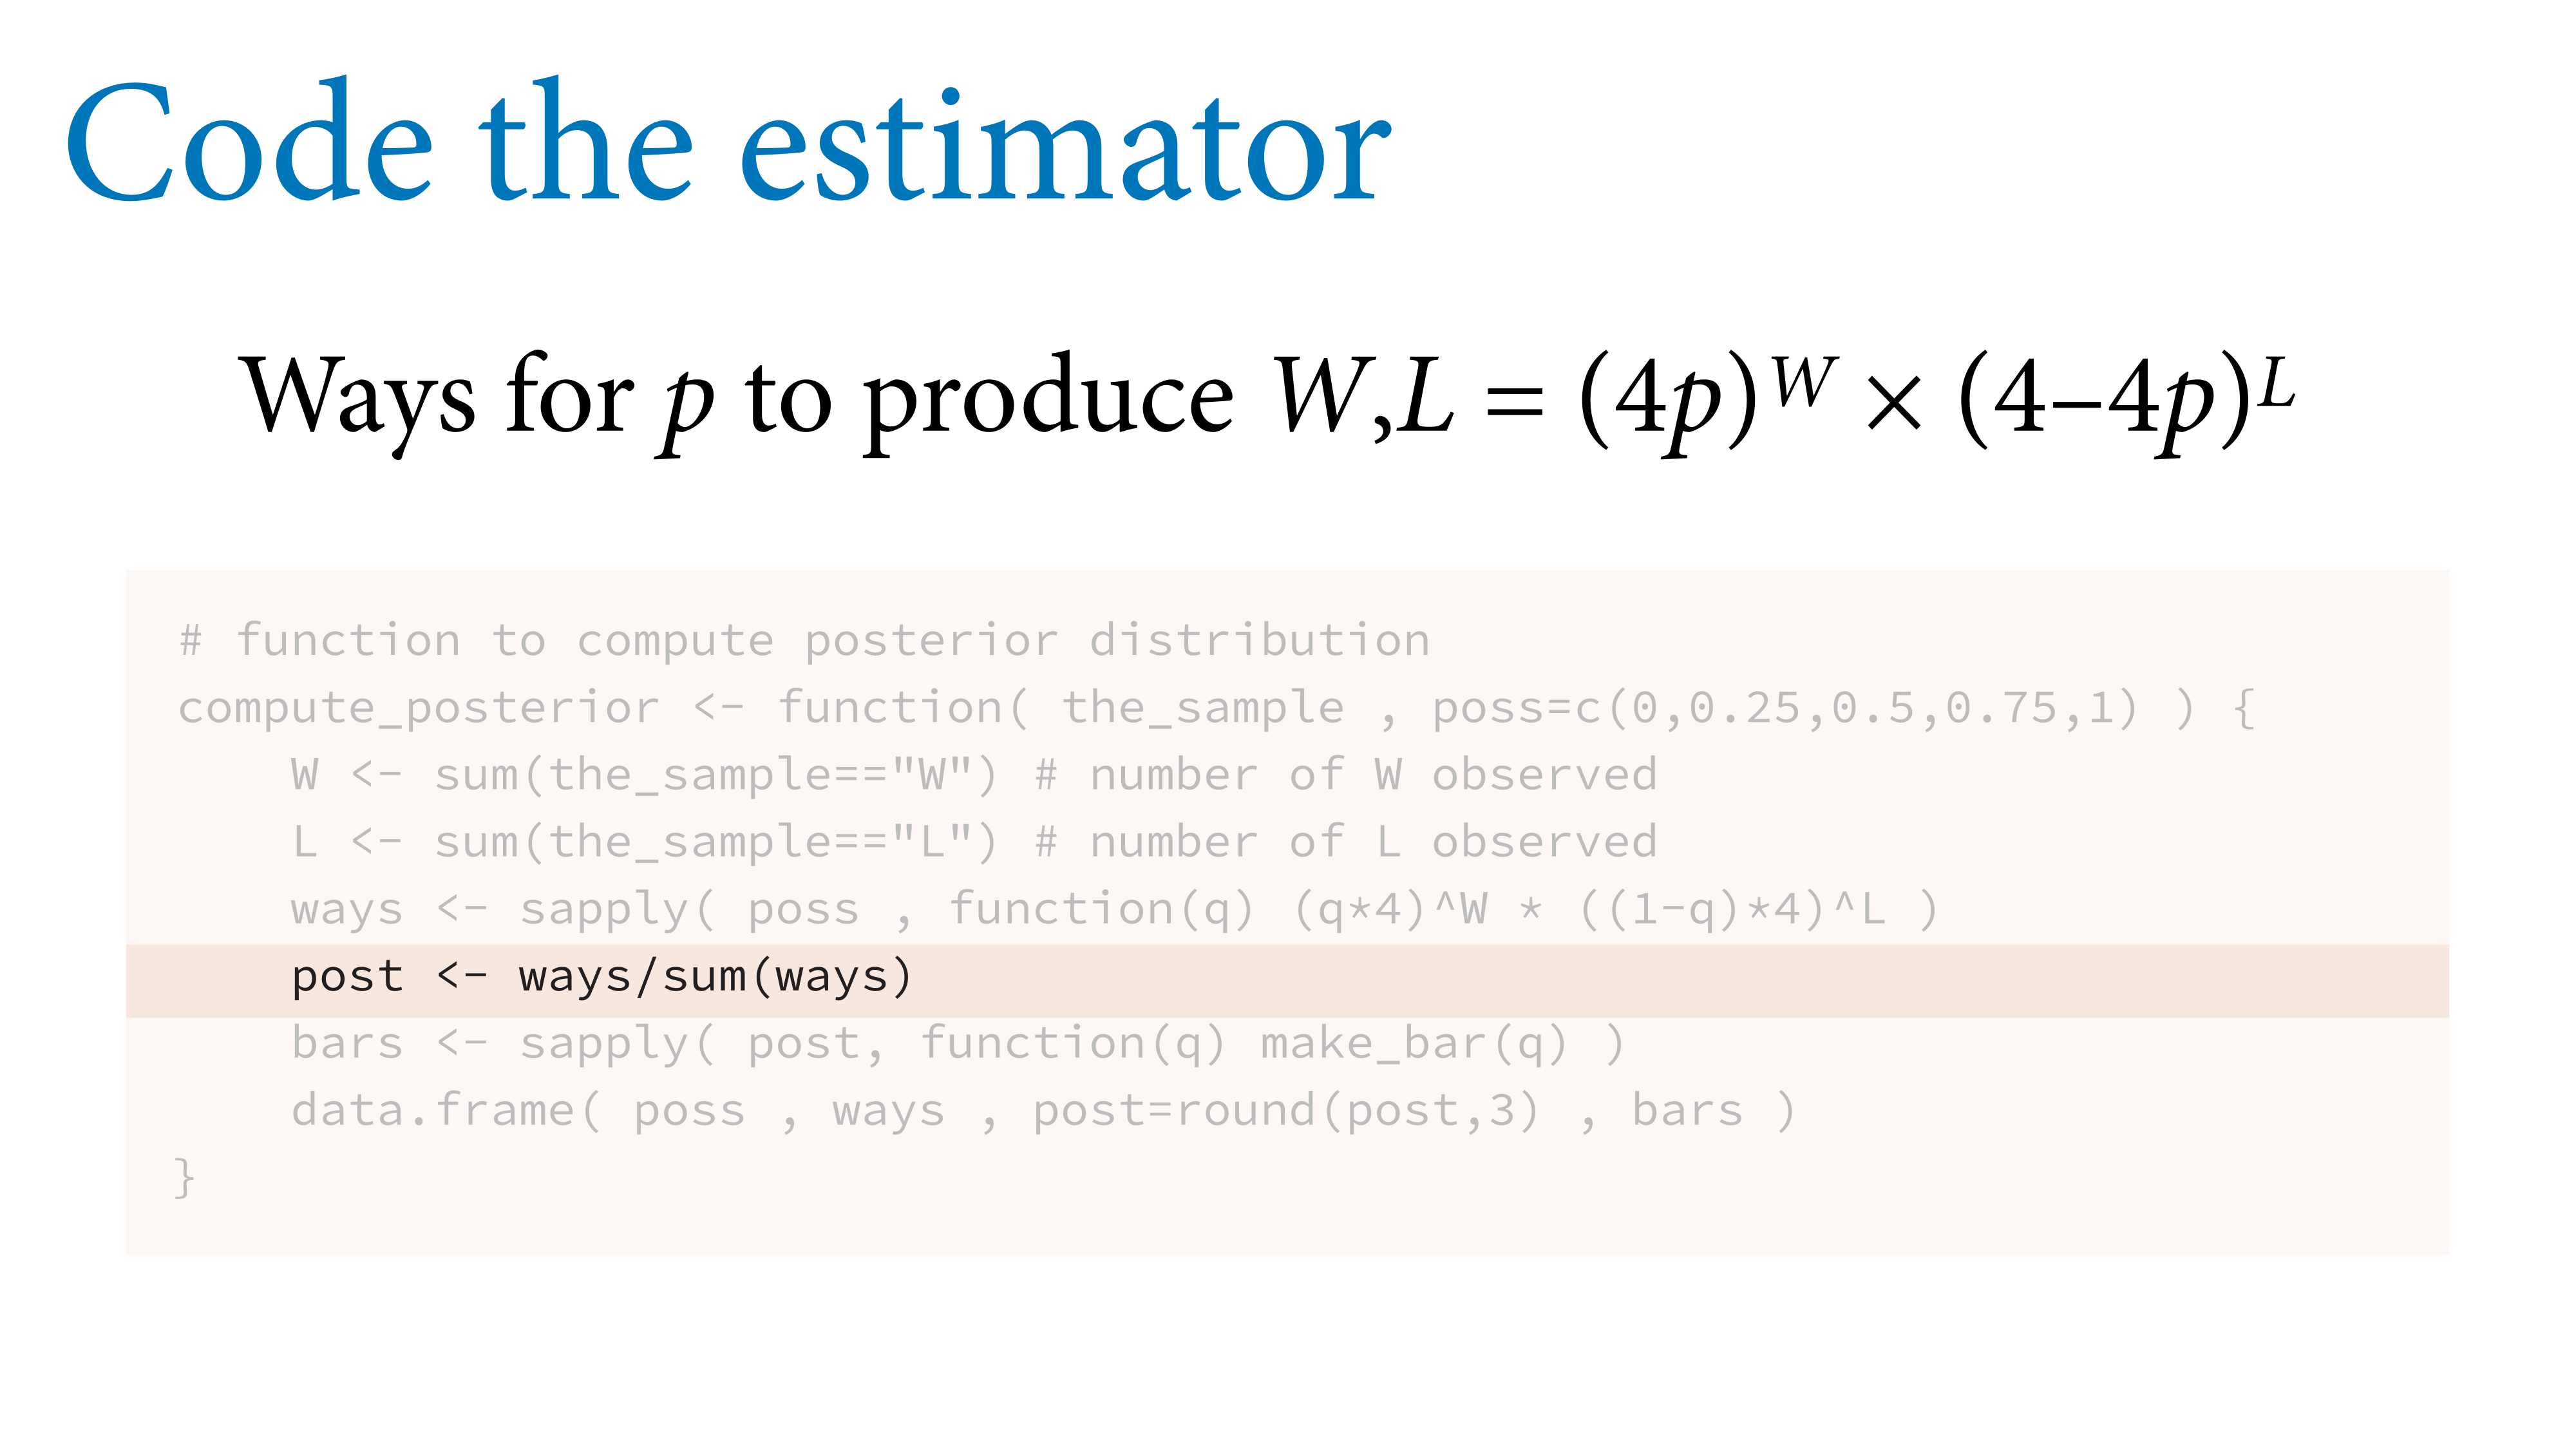 Code the estimator
Ways for p to produce W,L = (4p)^W × (4–4p)^L
# function to compute posterior distribution
compute_posterior <- function( the_sample , poss=c(0,0.25,0.5,0.75,1) ) {
    W <- sum(the_sample=="W") # number of W observed
    L <- sum(the_sample=="L") # number of L observed
    ways <- sapply( poss , function(q) (q*4)^W * ((1-q)*4)^L )
    post <- ways/sum(ways)
    bars <- sapply( post, function(q) make_bar(q) )
    data.frame( poss , ways , post=round(post,3) , bars )
}